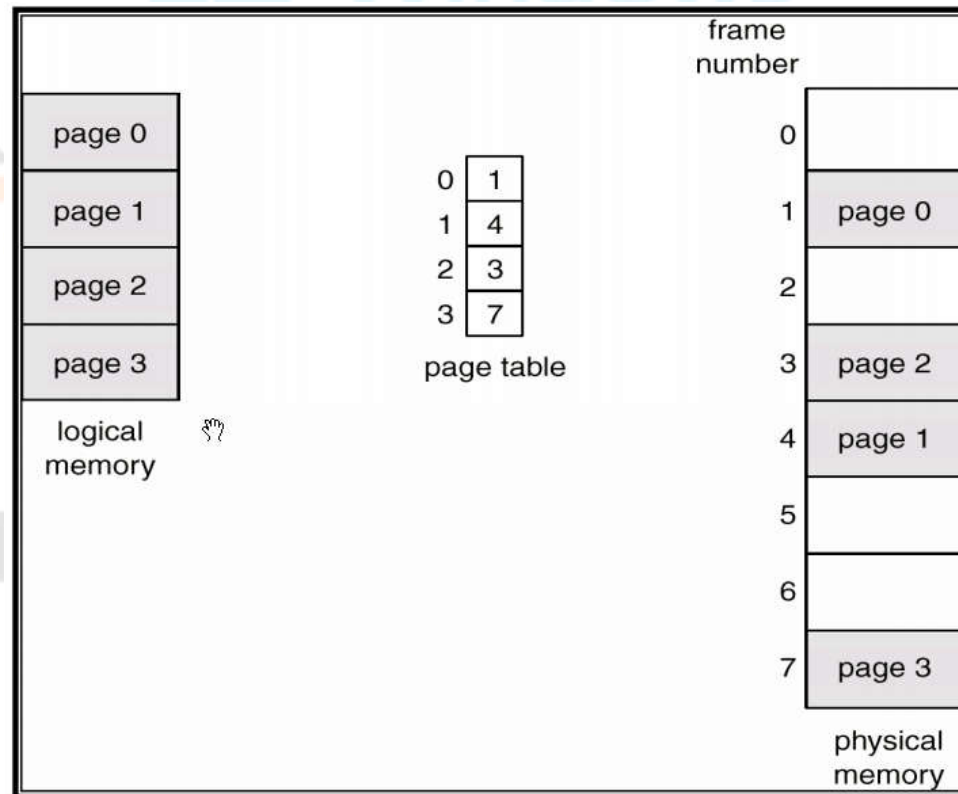 frame
number
page 0
page 1
page 2
page 3
logical
memory
0 1
1 4
2 3
3 7
page table
0
1 page 0
2
3 page 2
4 page 1
5
6
7 page 3
physical
memory